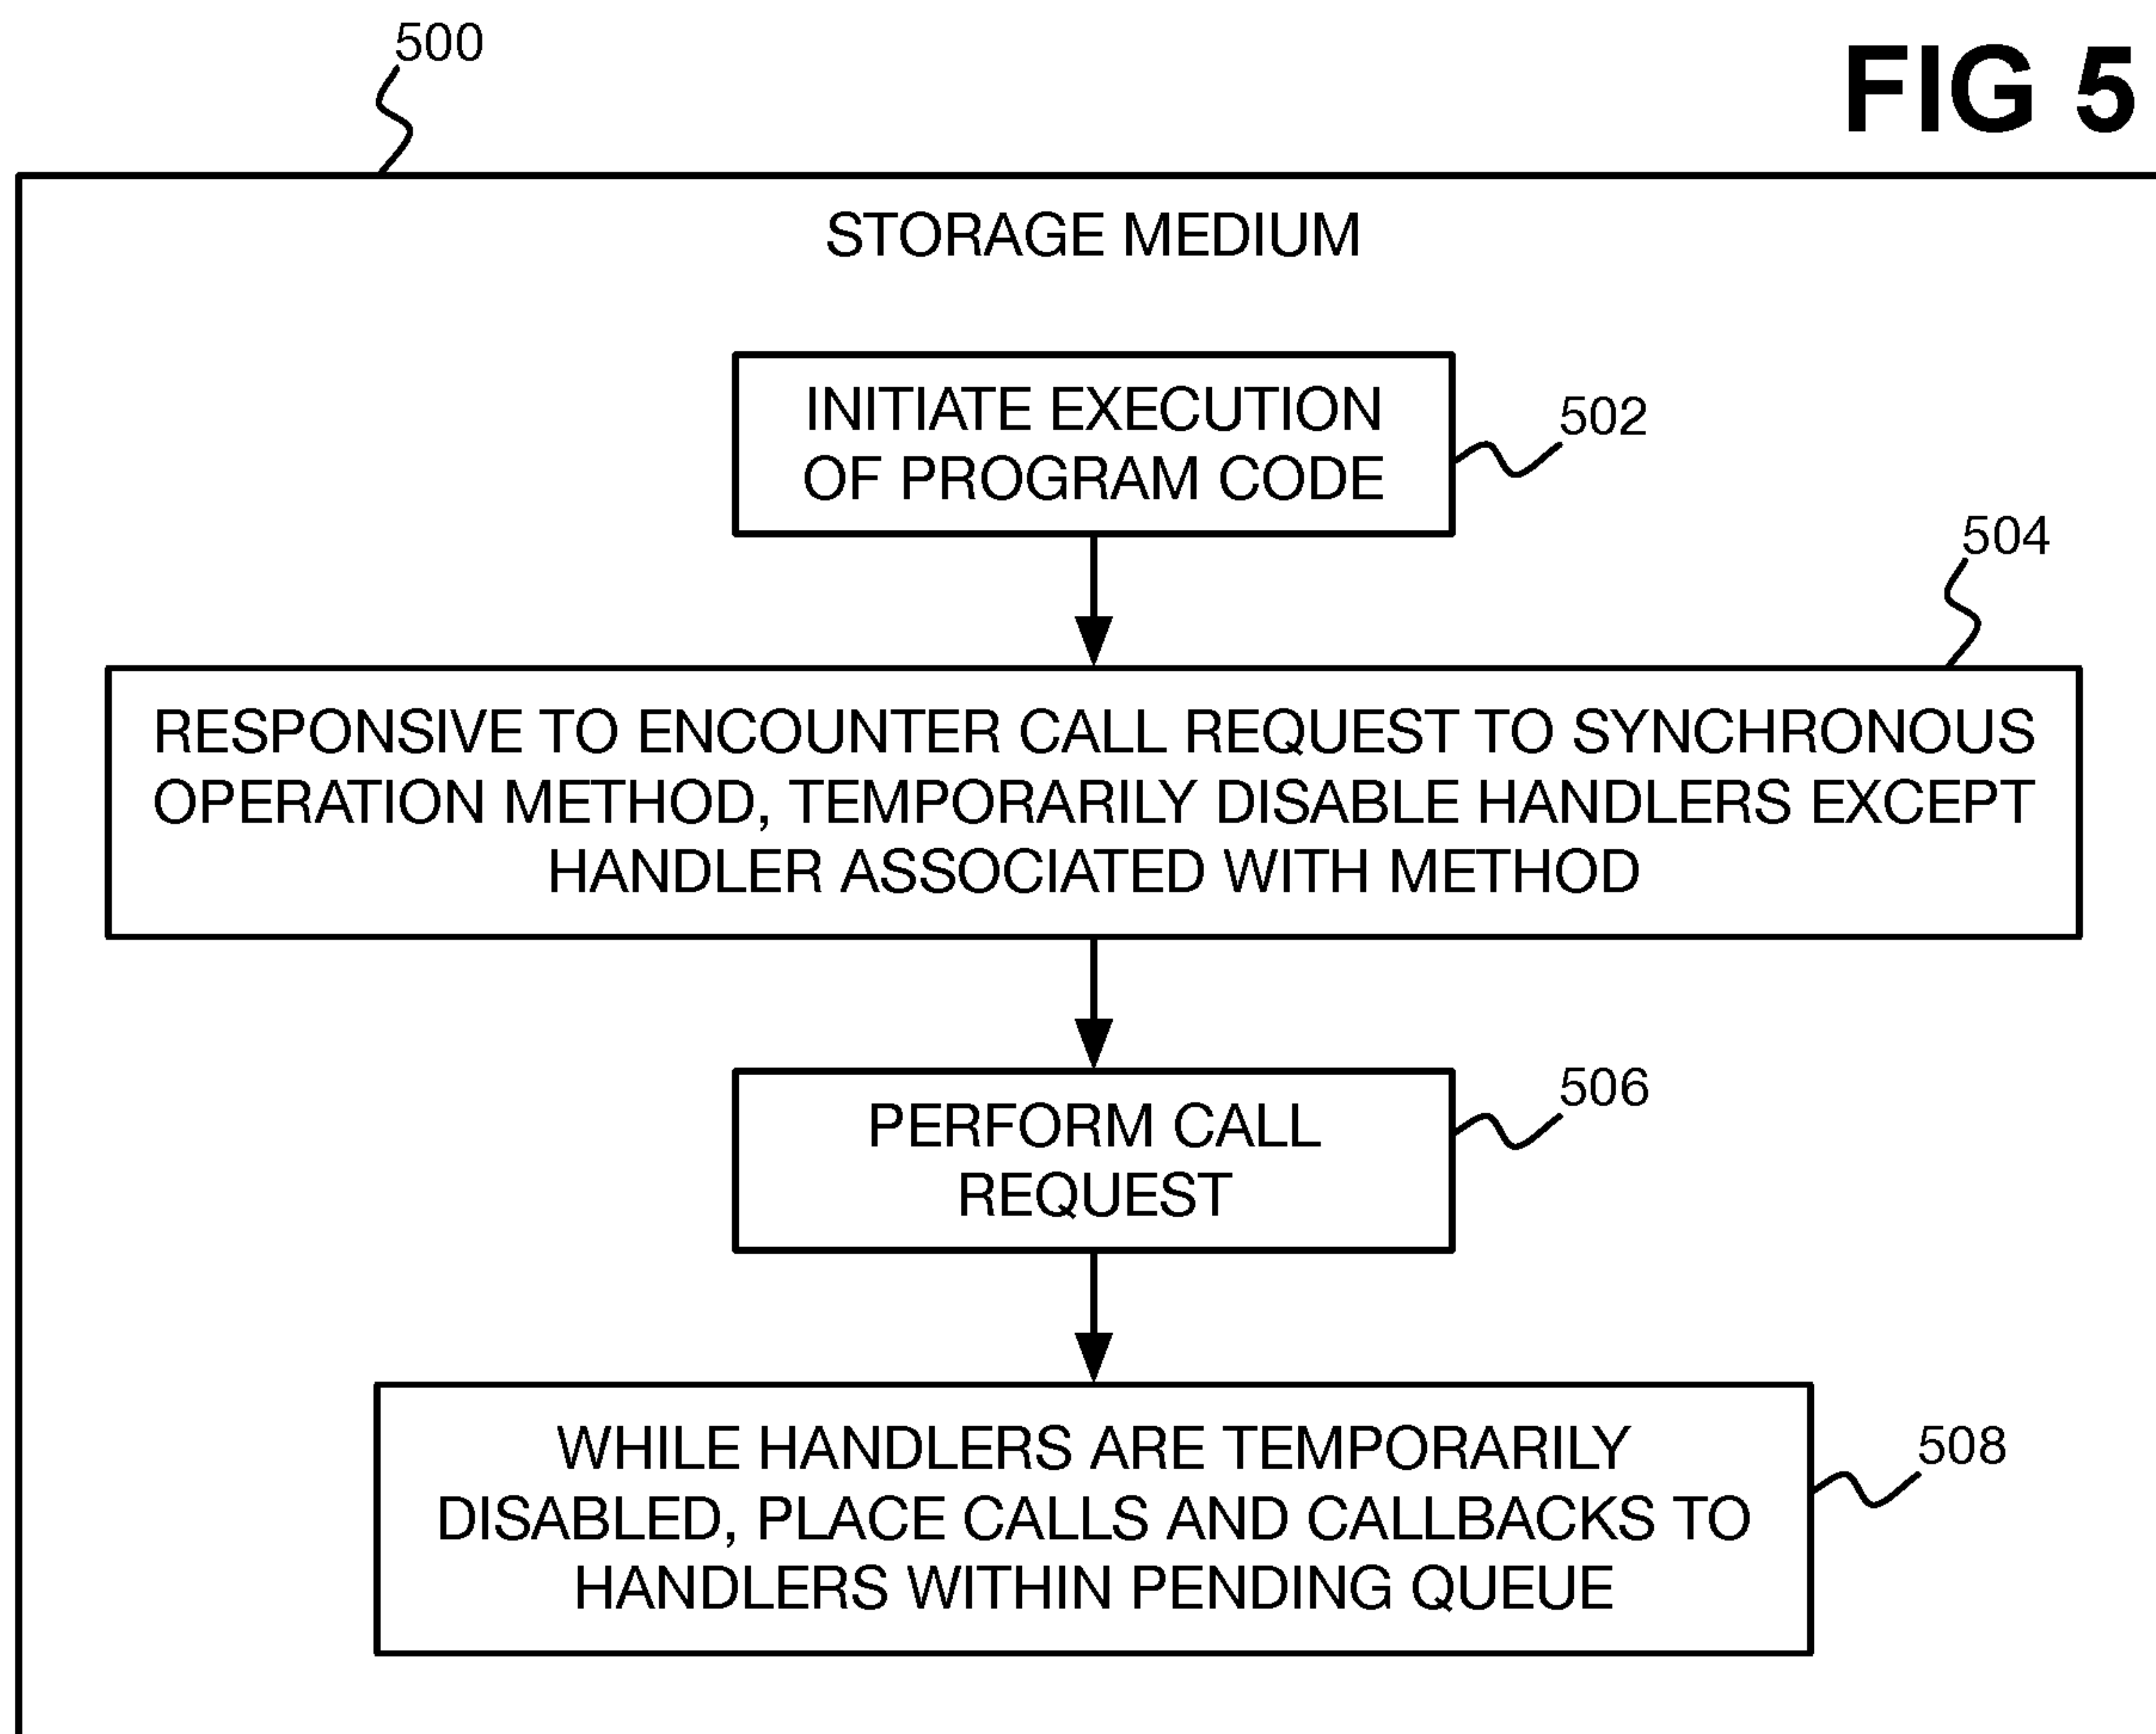 500
FIG 5
STORAGE MEDIUM
INITIATE EXECUTION
OF PROGRAM CODE
502
504
RESPONSIVE TO ENCOUNTER CALL REQUEST TO SYNCHRONOUS
OPERATION METHOD, TEMPORARILY DISABLE HANDLERS EXCEPT
HANDLER ASSOCIATED WITH METHOD
506
PERFORM CALL
REQUEST
WHILE HANDLERS ARE TEMPORARILY
508
DISABLED, PLACE CALLS AND CALLBACKS TO
HANDLERS WITHIN PENDING QUEUE